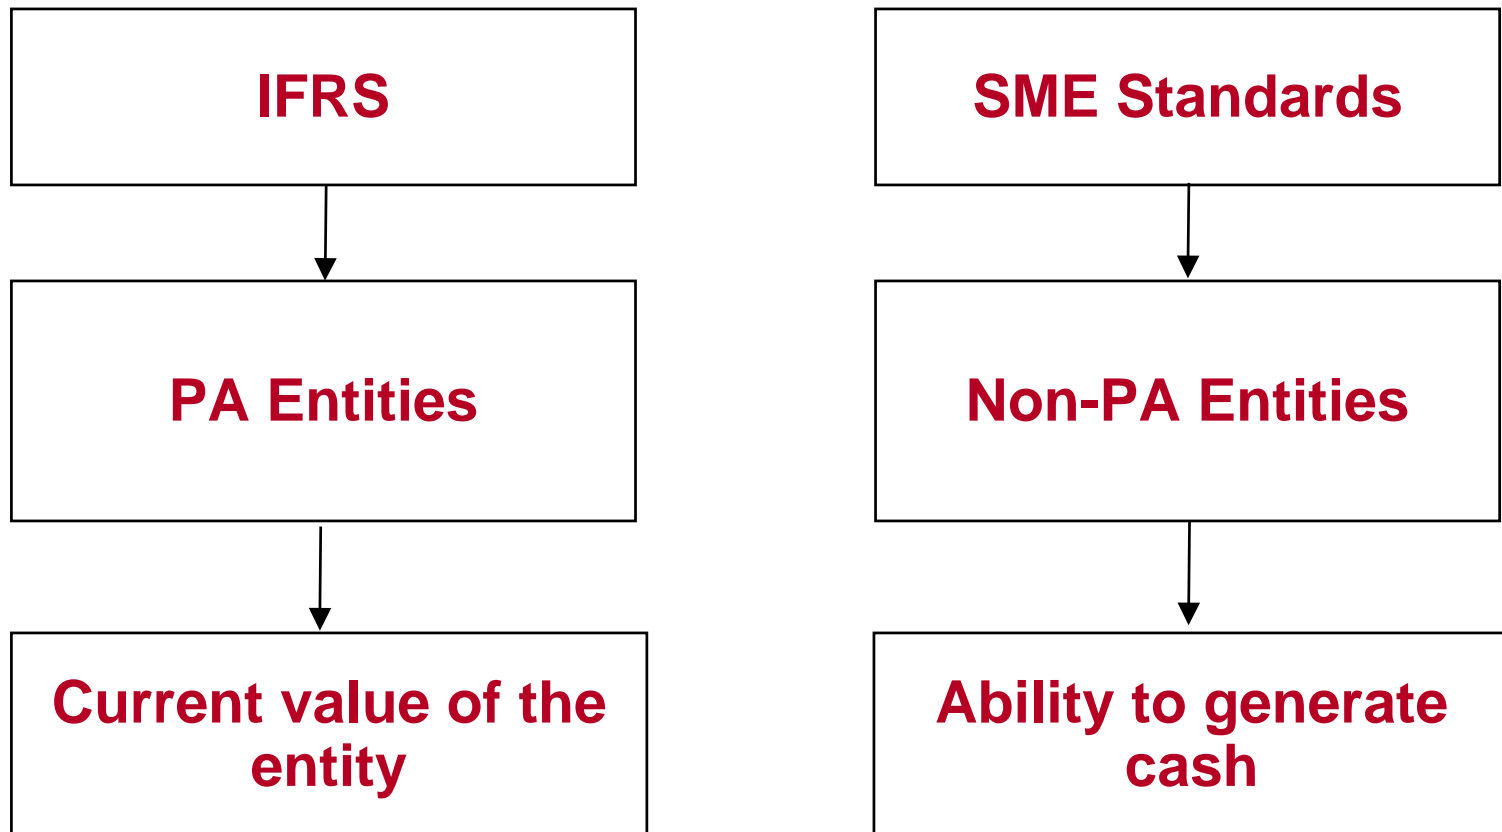 IFRS
SME Standards
PA Entities
Non-PA Entities
Current value of the
entity
Ability to generate
cash